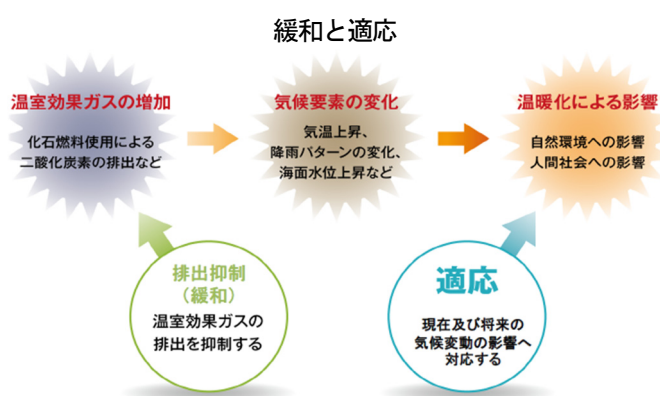 緩和と適応
温室効果ガスの増加
化石燃料使用による
二酸化炭素の排出など
気候要素の変化
気温上昇、
降雨パターンの変化、
海面水位上昇など
温暖化による影響
自然環境への影響
人間社会への影響
排出抑制
（緩和）
温室効果ガスの
排出を抑制する
適応
現在及び将来の
気候変動の影響へ
対応する